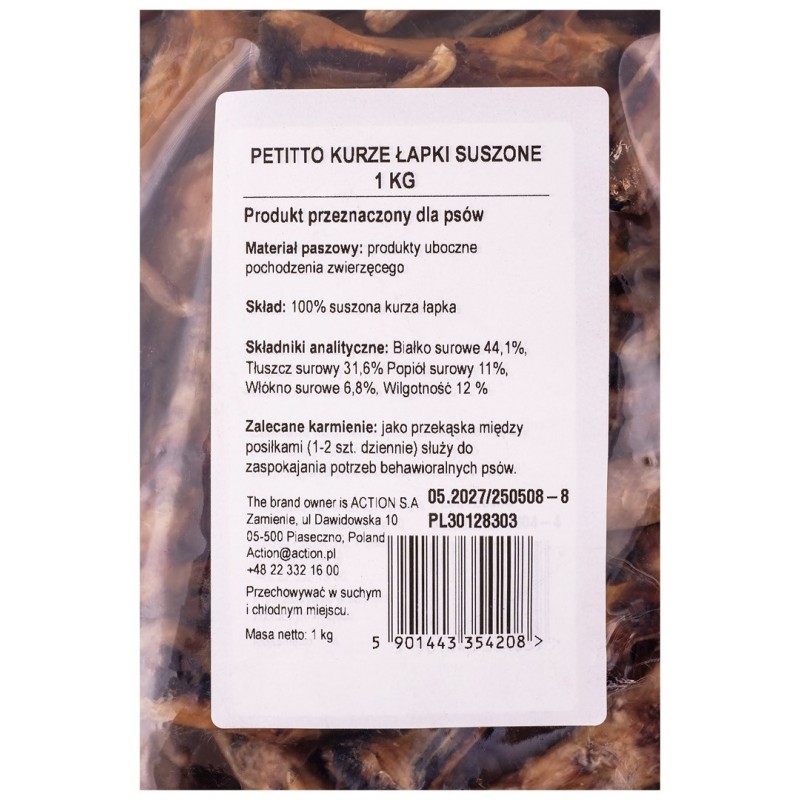 PETITTO KURZE ŁAPKI SUSZONE
1 KG
Produkt przeznaczony dla psów
Materiał paszowy: produkty uboczne
pochodzenia zwierzęcego
Skład: 100% suszona kurza łapka
Składniki analityczne: Białko surowe 44,1%,
Tłuszcz surowy 31,6% Popiół surowy 11%,
Włókno surowe 6,8%, Wilgotność 12 %
Zalecane karmienie: jako przekąska między
posiłkami (1-2 szt. dziennie) służy do
zaspokajania potrzeb behawioralnych psów.
The brand owner is ACTION S.A
Zamienie, ul Dawidowska 10
05-500 Piaseczno, Poland
Action@action.pl
+48 22 332 16 00
05.2027/250508-8
PL30128303
Przechowywać w suchym
i chłodnym miejscu.
Masa netto: 1 kg
5 901443 354208 >